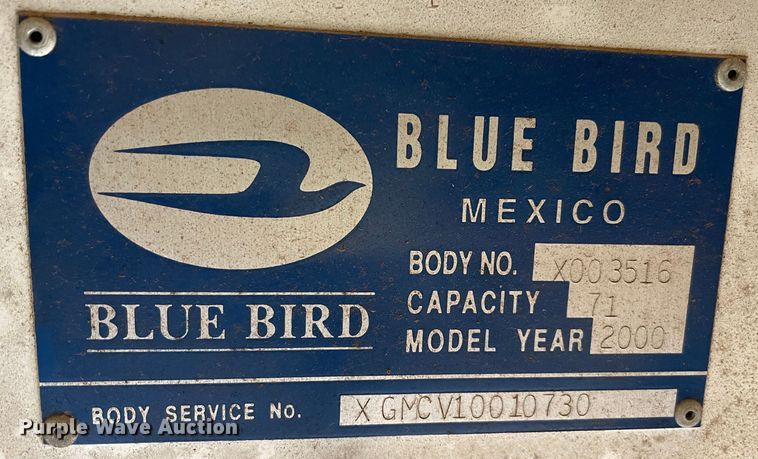 BLUE BIRD
MEXICO
BODY NO. X003516
CAPACITY 71
MODEL YEAR 2000
BLUE BIRD
BODY SERVICE No. XGMCV10010730
Purple Wave Auction